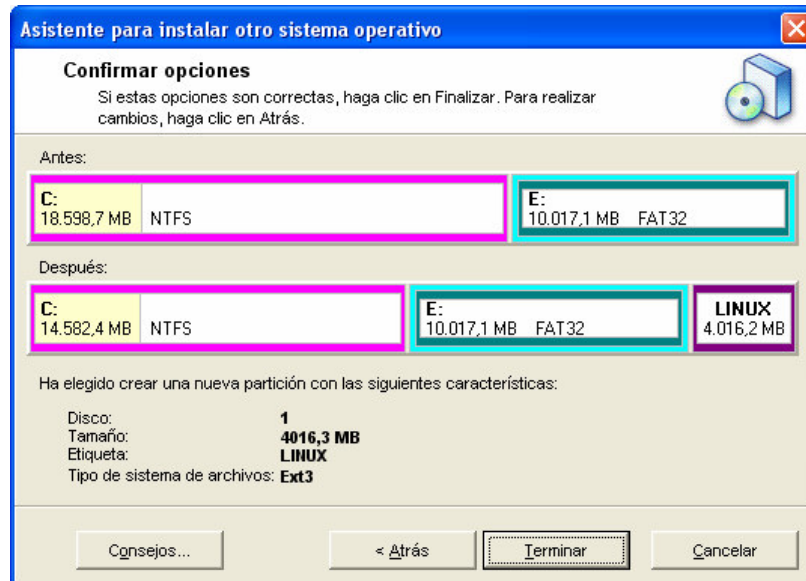 Asistente para instalar otro sistema operativo
Confirmar opciones
Si estas opciones son correctas, haga clic en Finalizar. Para realizar
cambios, haga clic en Atrás.
Antes:
C:
18.598,7 MB NTFS
E:
10.017,1 MB FAT32
Después:
C:
14.582,4 MB NTFS
E:
10.017,1 MB FAT32
LINUX
4.016,2 MB
Ha elegido crear una nueva partición con las siguientes características:
Disco: 1
Tamaño: 4016,3 MB
Etiqueta: LINUX
Tipo de sistema de archivos: Ext3
Consejos... < Atrás Terminar Cancelar